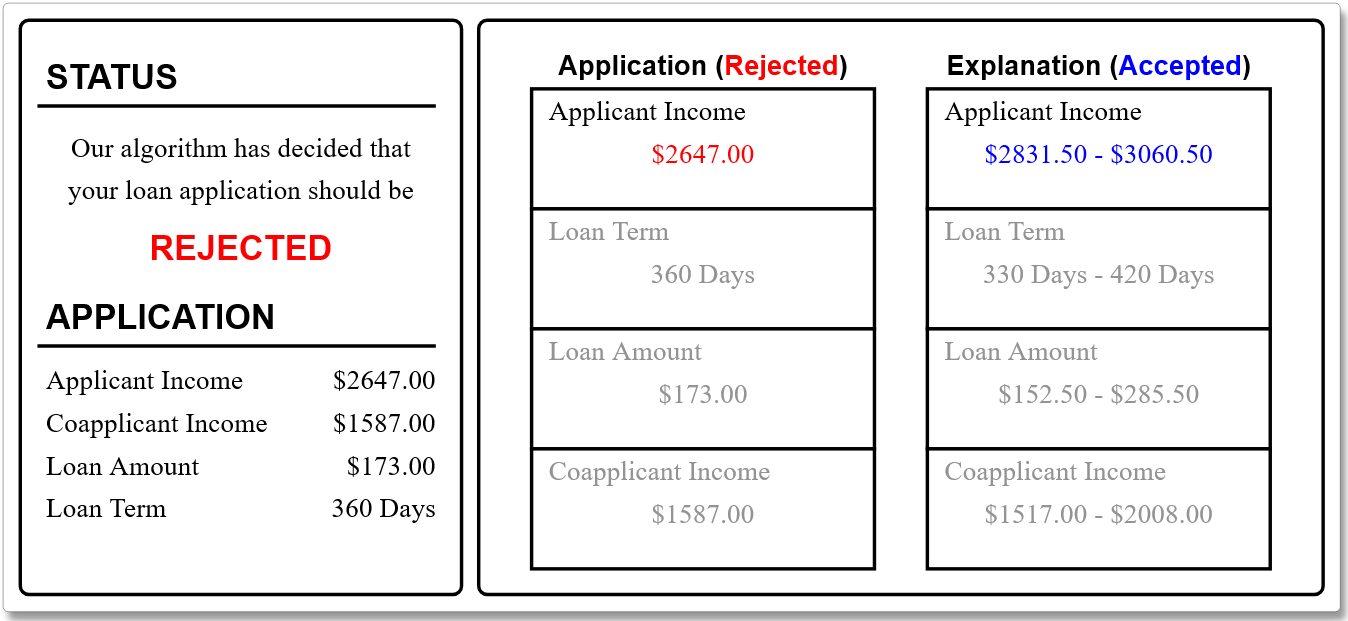 STATUS
Our algorithm has decided that
your loan application should be
REJECTED
APPLICATION
Applicant Income $2647.00
Coapplicant Income $1587.00
Loan Amount $173.00
Loan Term 360 Days
Application (Rejected)
Applicant Income
$2647.00
Loan Term
360 Days
Loan Amount
$173.00
Coapplicant Income
$1587.00
Explanation (Accepted)
Applicant Income
$2831.50 - $3060.50
Loan Term
330 Days - 420 Days
Loan Amount
$152.50 - $285.50
Coapplicant Income
$1517.00 - $2008.00